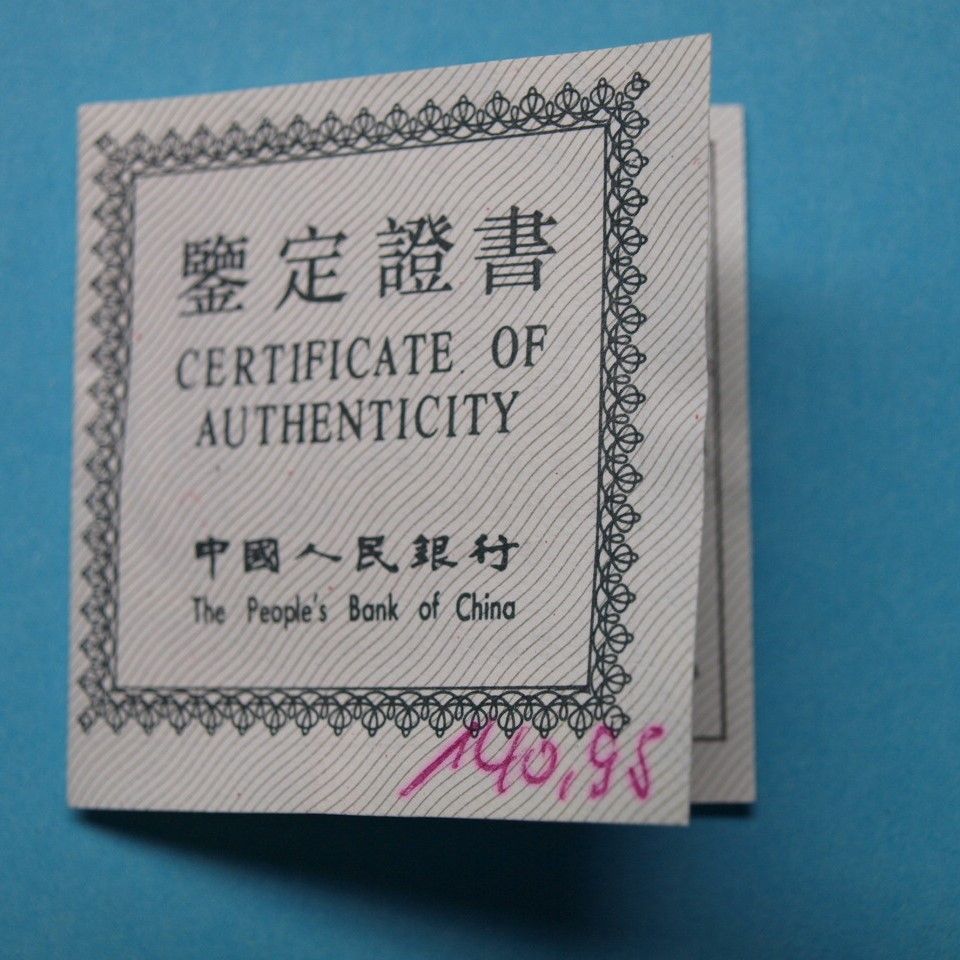 鑒定證書
CERTIFICATE OF
AUTHENTICITY
中國人民銀行
The People's Bank of China
140,95